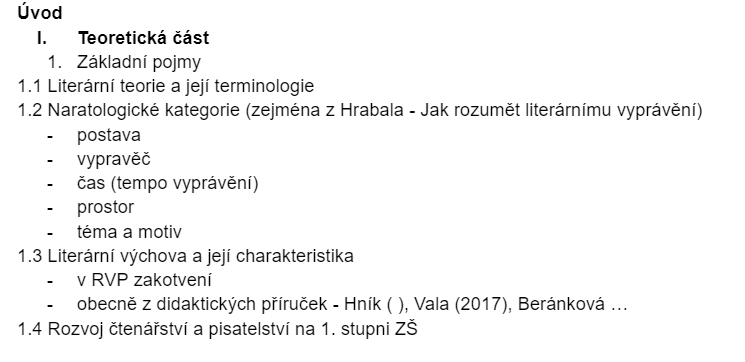 Úvod
I. Teoretická část
1. Základní pojmy
1.1 Literární teorie a její terminologie
1.2 Naratologické kategorie (zejména z Hrabala - Jak rozumět literárnímu vyprávění)
- postava
- vypravěč
- čas (tempo vyprávění)
- prostor
- téma a motiv
1.3 Literární výchova a její charakteristika
- v RVP zakotvení
- obecně z didaktických příruček - Hník ( ), Vala (2017), Beránková …
1.4 Rozvoj čtenářství a pisatelství na 1. stupni ZŠ